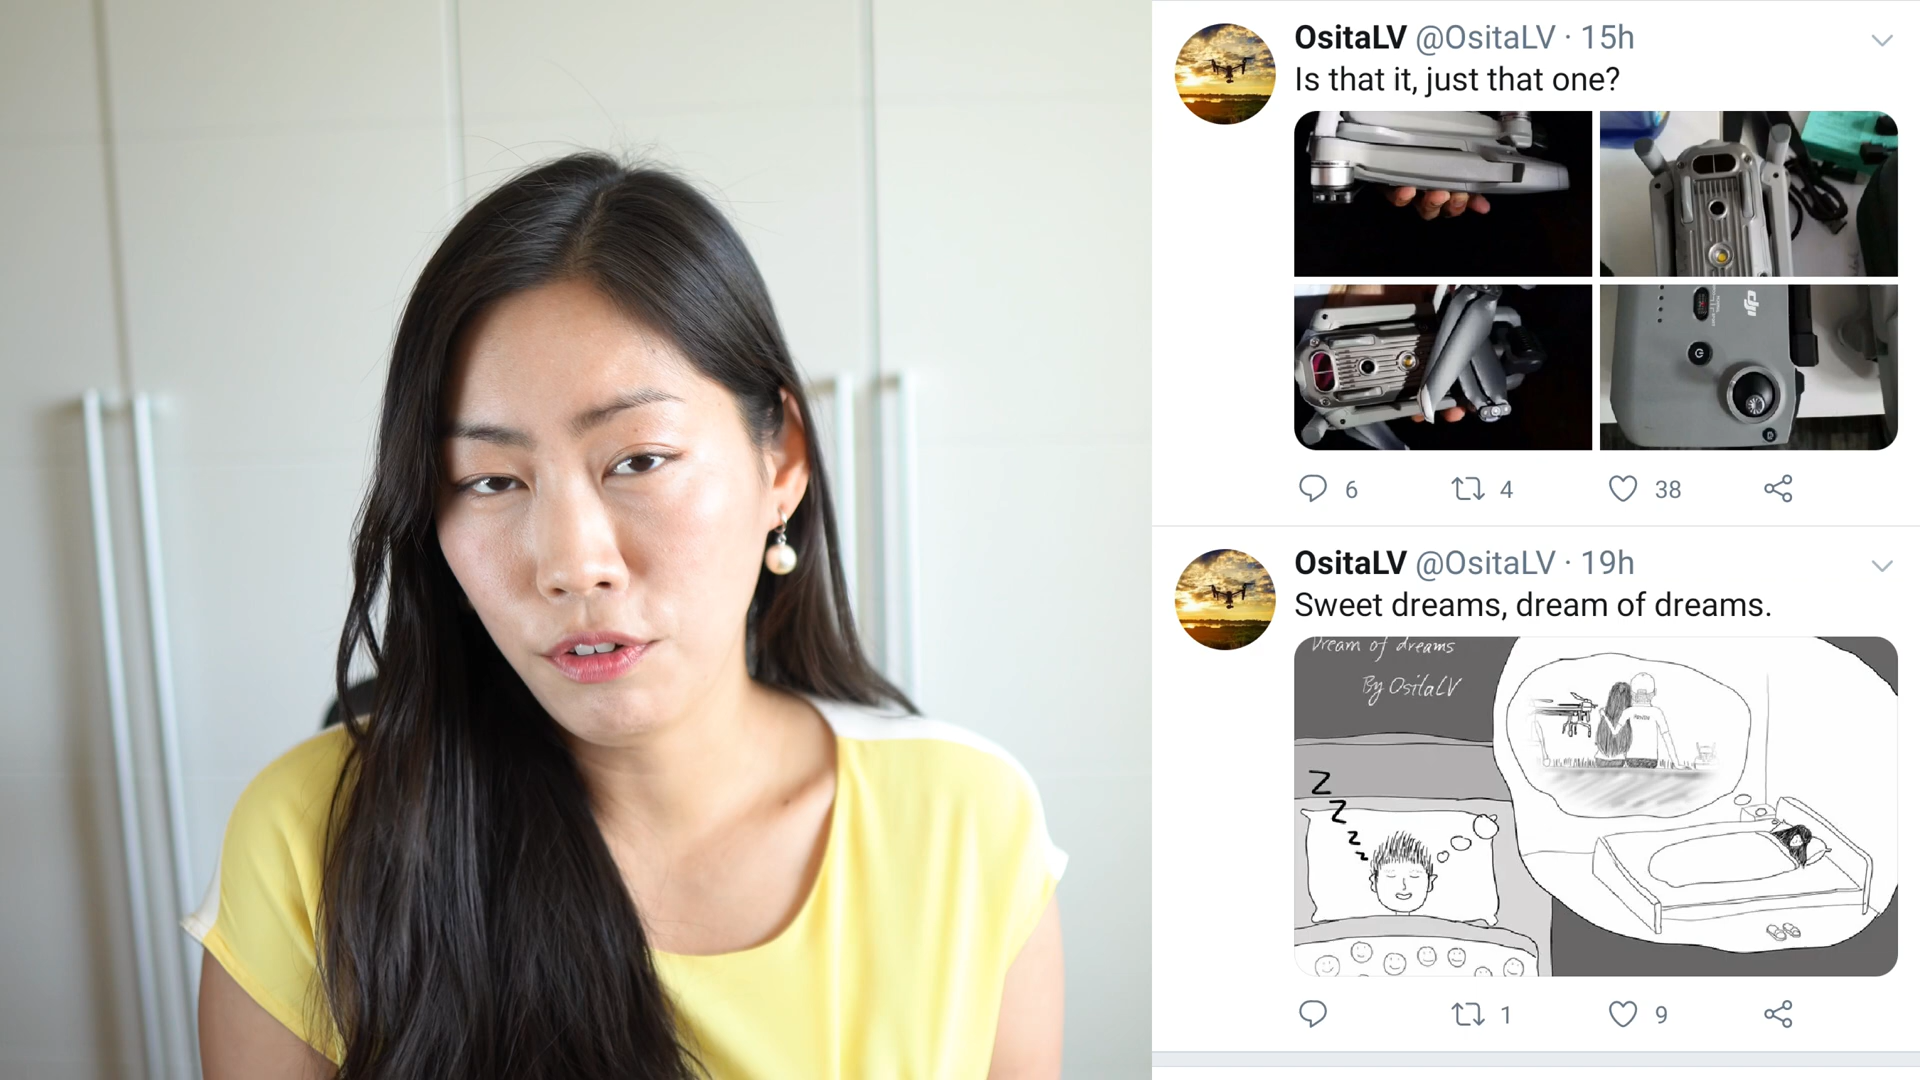 OsitaLV @OsitaLV · 15h
Is that it, just that one?
dji
6 4 38
OsitaLV @OsitaLV · 19h
Sweet dreams, dream of dreams.
Dream of dreams
By OsitaLV
Z
Z
z
z
1 9